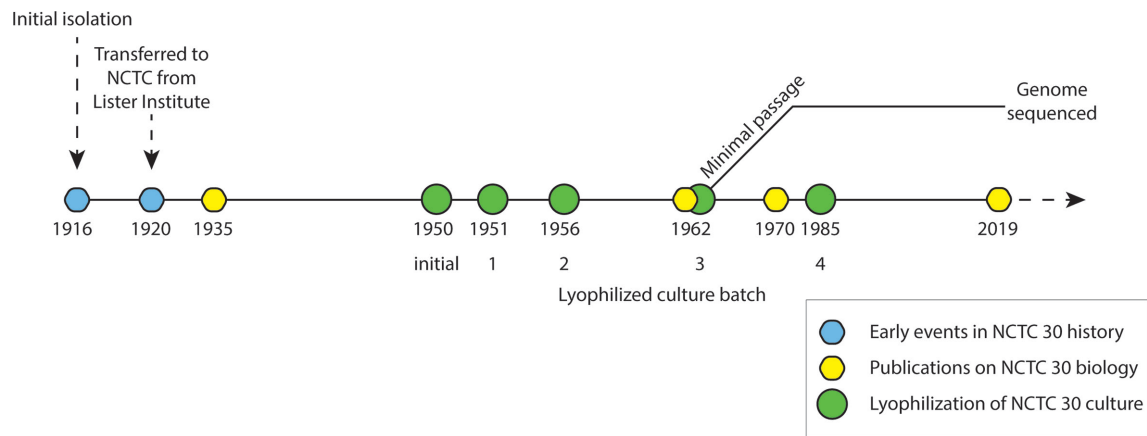 Initial isolation
Transferred to
NCTC from
Lister Institute
Minimal passage
Genome
sequenced
1916 1920 1935 1950 1951 1956 1962 1970 1985 2019
initial 1 2 3 4
Lyophilized culture batch
Early events in NCTC 30 history
Publications on NCTC 30 biology
Lyophilization of NCTC 30 culture